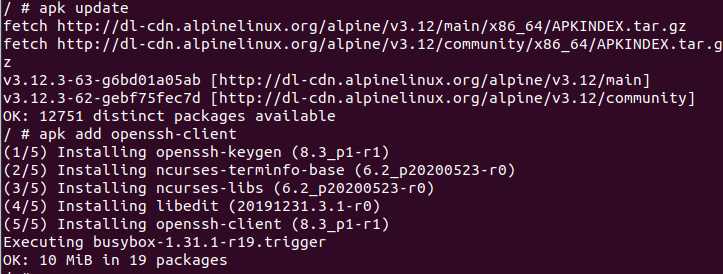 / # apk update
fetch http://dl-cdn.alpinelinux.org/alpine/v3.12/main/x86_64/APKINDEX.tar.gz
fetch http://dl-cdn.alpinelinux.org/alpine/v3.12/community/x86_64/APKINDEX.tar.g
z
v3.12.3-63-g6bd01a05ab [http://dl-cdn.alpinelinux.org/alpine/v3.12/main]
v3.12.3-62-gebf75fec7d [http://dl-cdn.alpinelinux.org/alpine/v3.12/community]
OK: 12751 distinct packages available
/ # apk add openssh-client
(1/5) Installing openssh-keygen (8.3_p1-r1)
(2/5) Installing ncurses-terminfo-base (6.2_p20200523-r0)
(3/5) Installing ncurses-libs (6.2_p20200523-r0)
(4/5) Installing libedit (20191231.3.1-r0)
(5/5) Installing openssh-client (8.3_p1-r1)
Executing busybox-1.31.1-r19.trigger
OK: 10 MiB in 19 packages